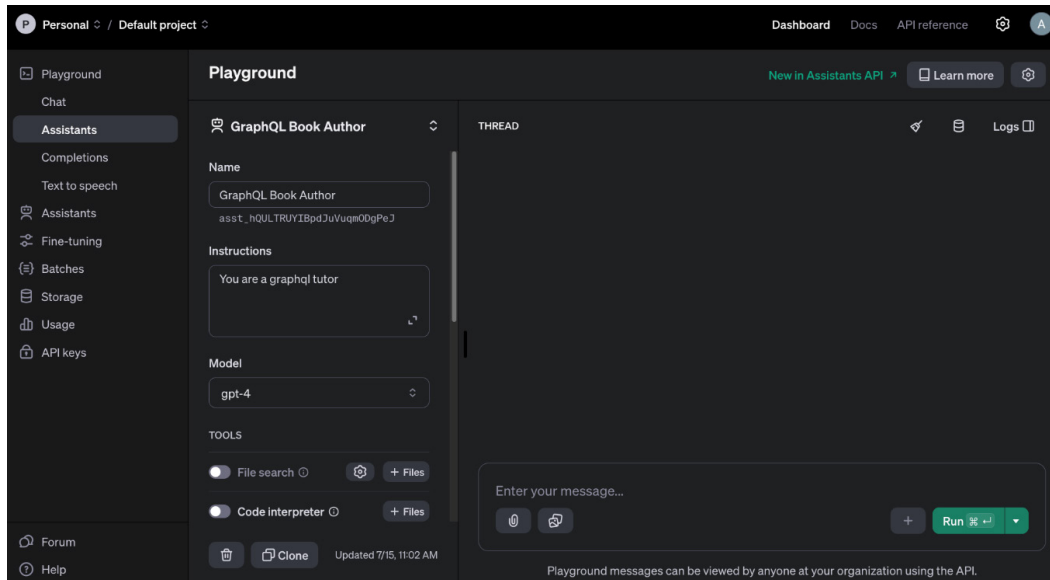 P Personal / Default project
Dashboard Docs API reference A
Playground
Chat
Assistants
Completions
Text to speech
Assistants
Fine-tuning
Batches
Storage
Usage
API keys
Forum
Help
Playground
New in Assistants API ↗ Learn more
GraphQL Book Author
Name
GraphQL Book Author
asst_hQULTRUYIBpdJuVuqmODgPeJ
Instructions
You are a graphql tutor
Model
gpt-4
TOOLS
File search + Files
Code interpreter + Files
Clone Updated 7/15, 11:02 AM
THREAD Logs
Enter your message...
+ Run ⌘ ↵
Playground messages can be viewed by anyone at your organization using the API.